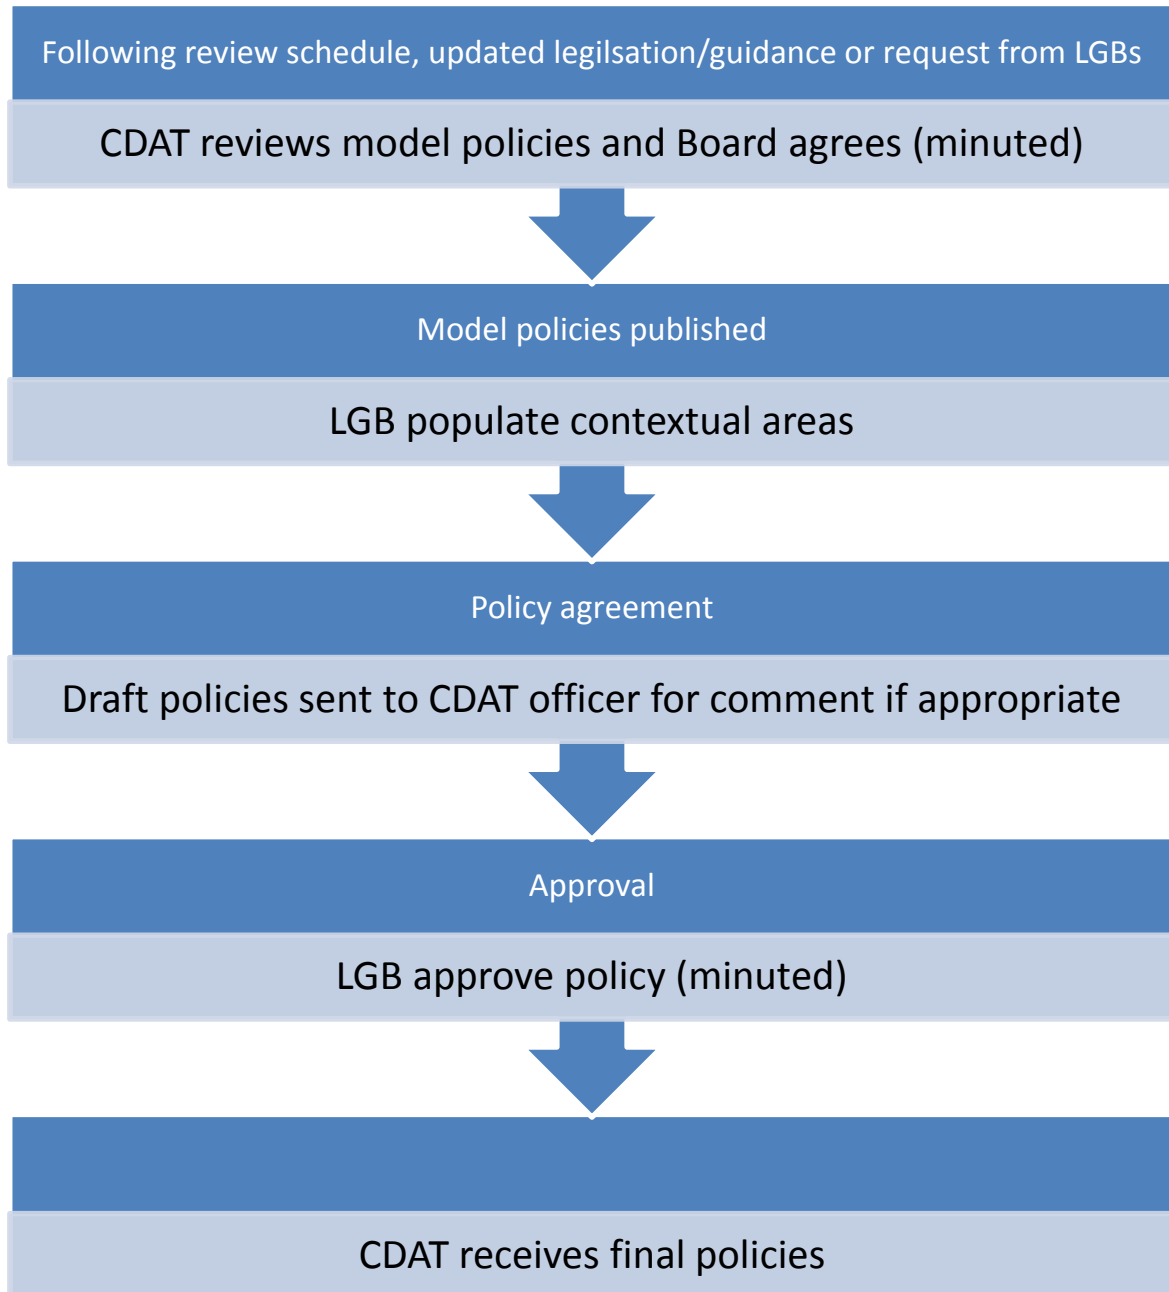 Following review schedule, updated legilsation/guidance or request from LGBs
CDAT reviews model policies and Board agrees (minuted)
Model policies published
LGB populate contextual areas
Policy agreement
Draft policies sent to CDAT officer for comment if appropriate
Approval
LGB approve policy (minuted)
CDAT receives final policies